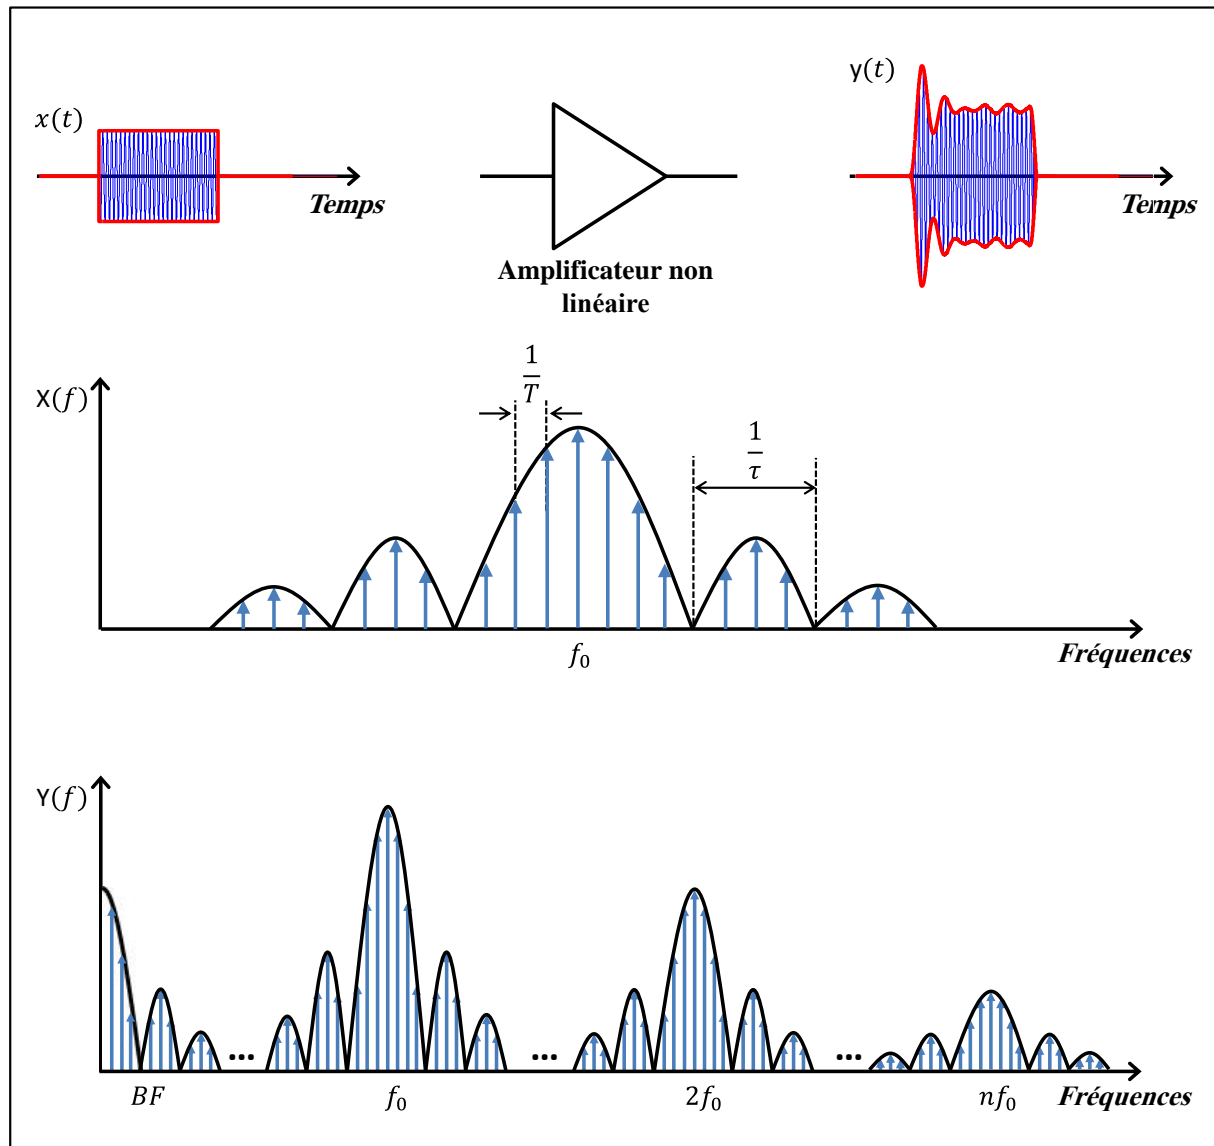 x(t)
Temps
Amplificateur non
linéaire
y(t)
Temps
X(f)
1
T
1
τ
f₀
Fréquences
Y(f)
...
...
...
BF
f₀
2f₀
nf₀
Fréquences